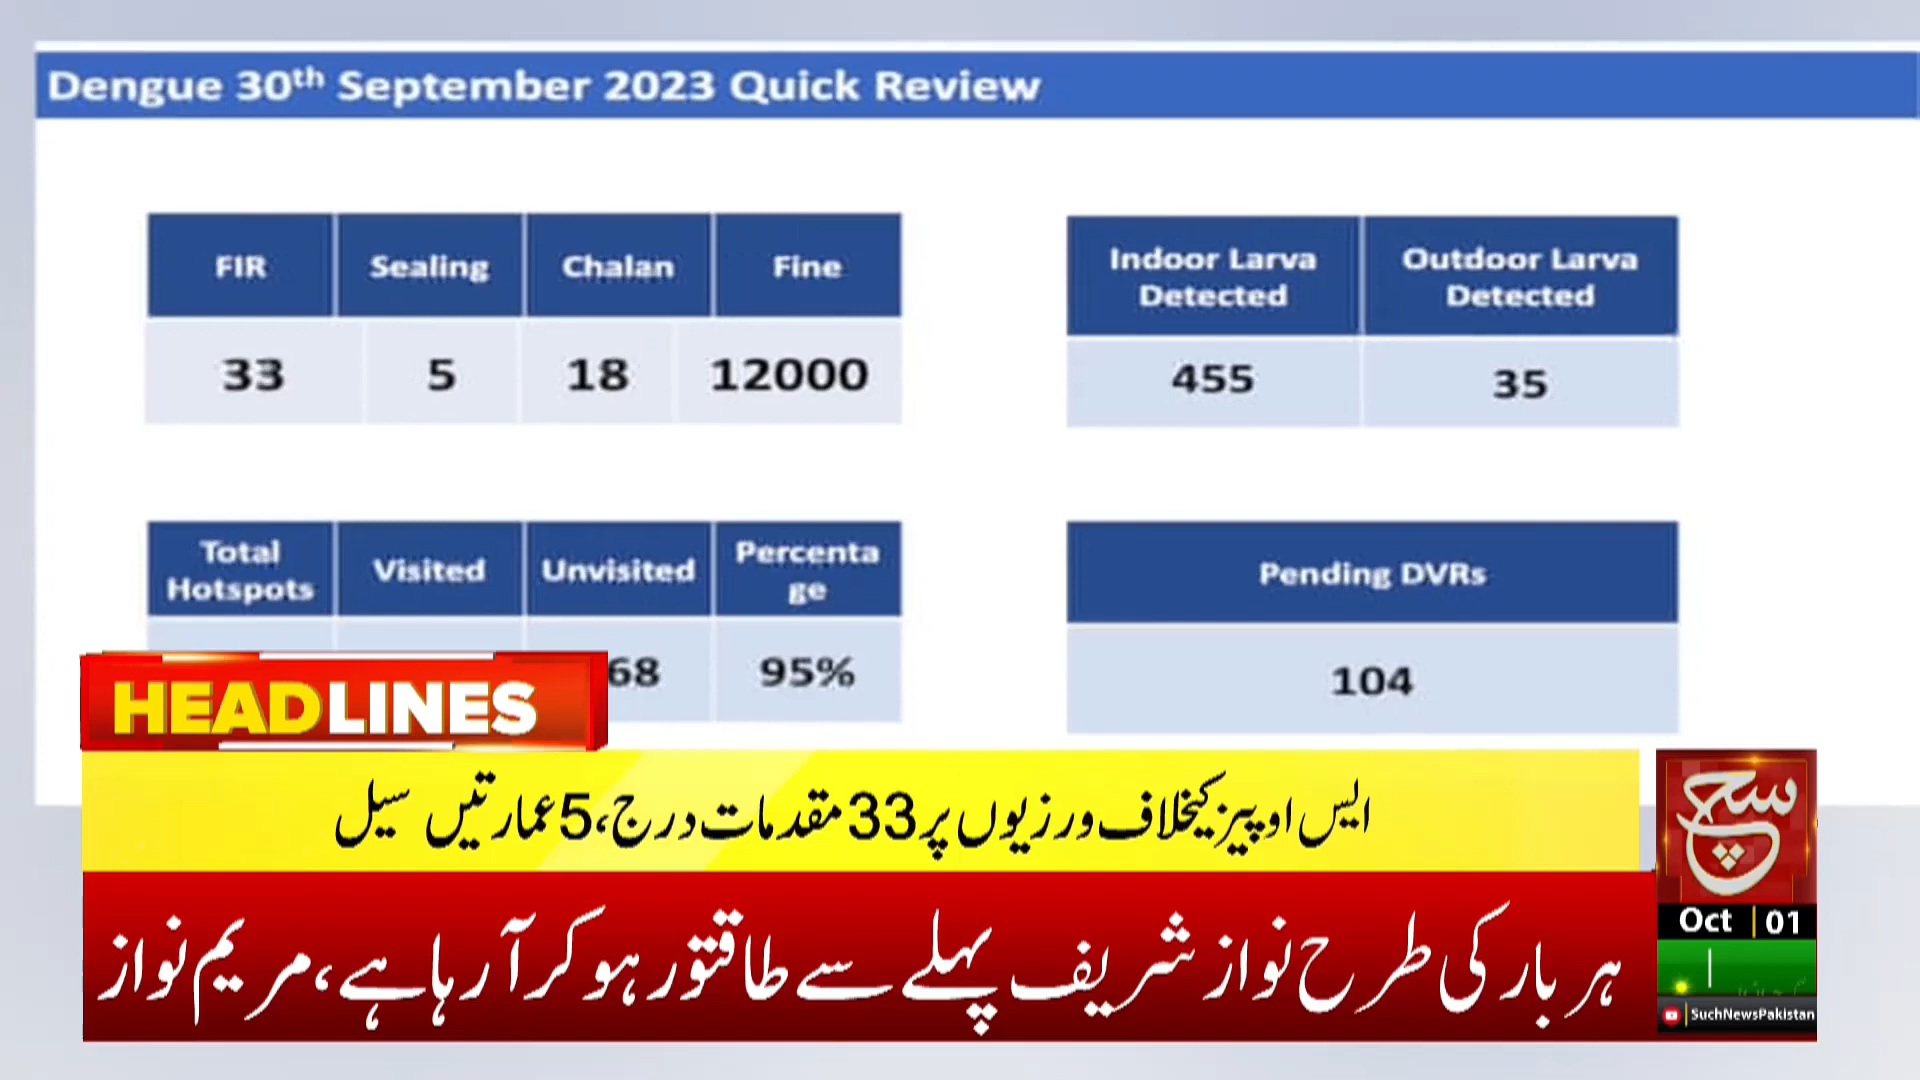 Dengue 30th September 2023 Quick Review
FIR Sealing Chalan Fine
33 5 18 12000
Indoor Larva Detected Outdoor Larva Detected
455 35
Total Hotspots Visited Unvisited Percenta ge
68 95%
Pending DVRs
104
HEADLINES
ایس اوپیز کیخلاف ورزیوں پر 33 مقدمات درج، 5 عمارتیں سیل
ہر بار کی طرح نواز شریف پہلے سے طاقتور ہو کر آ رہا ہے، مریم نواز
سچ
Oct 01
SuchNewsPakistan